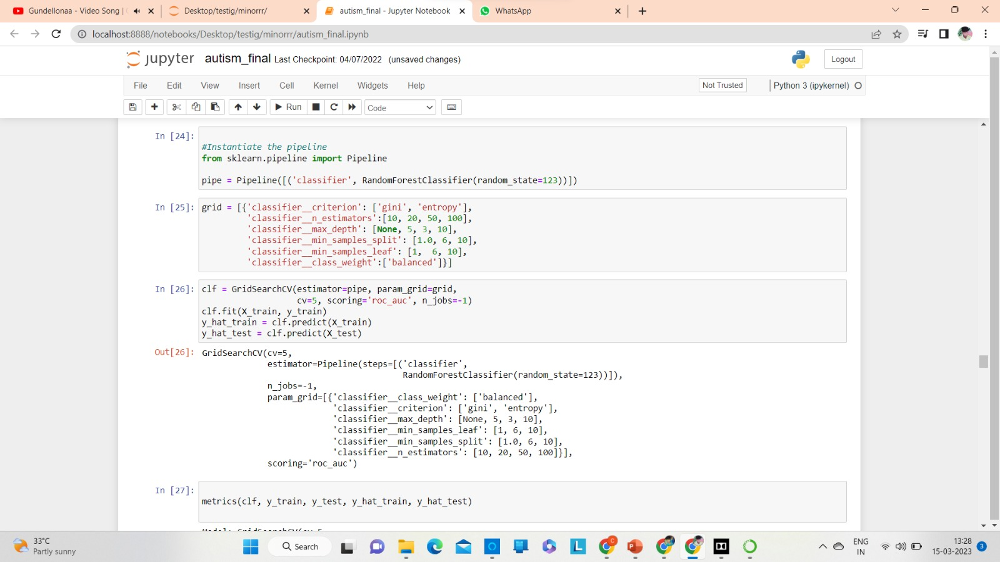 Gundellonaa - Video Song |
Desktop/testig/minorrr/
autism_final - Jupyter Notebook
WhatsApp
localhost:8888/notebooks/Desktop/testig/minorrr/autism_final.ipynb
jupyter autism_final Last Checkpoint: 04/07/2022 (unsaved changes)
Logout
File Edit View Insert Cell Kernel Widgets Help
Not Trusted
Python 3 (ipykernel)
Run
Code
In [24]:
#Instantiate the pipeline
from sklearn.pipeline import Pipeline
pipe = Pipeline([('classifier', RandomForestClassifier(random_state=123))])
In [25]: grid = [{'classifier__criterion': ['gini', 'entropy'],
'classifier__n_estimators':[10, 20, 50, 100],
'classifier__max_depth': [None, 5, 3, 10],
'classifier__min_samples_split': [1.0, 6, 10],
'classifier__min_samples_leaf': [1,  6, 10],
'classifier__class_weight':['balanced']}]
In [26]: clf = GridSearchCV(estimator=pipe, param_grid=grid,
cv=5, scoring='roc_auc', n_jobs=-1)
clf.fit(X_train, y_train)
y_hat_train = clf.predict(X_train)
y_hat_test = clf.predict(X_test)
Out[26]: GridSearchCV(cv=5,
estimator=Pipeline(steps=[('classifier',
RandomForestClassifier(random_state=123))]),
n_jobs=-1,
param_grid=[{'classifier__class_weight': ['balanced'],
'classifier__criterion': ['gini', 'entropy'],
'classifier__max_depth': [None, 5, 3, 10],
'classifier__min_samples_leaf': [1, 6, 10],
'classifier__min_samples_split': [1.0, 6, 10],
'classifier__n_estimators': [10, 20, 50, 100]}],
scoring='roc_auc')
In [27]:
metrics(clf, y_train, y_test, y_hat_train, y_hat_test)
33°C
Partly sunny
Search
ENG
IN
13:28
15-03-2023
3